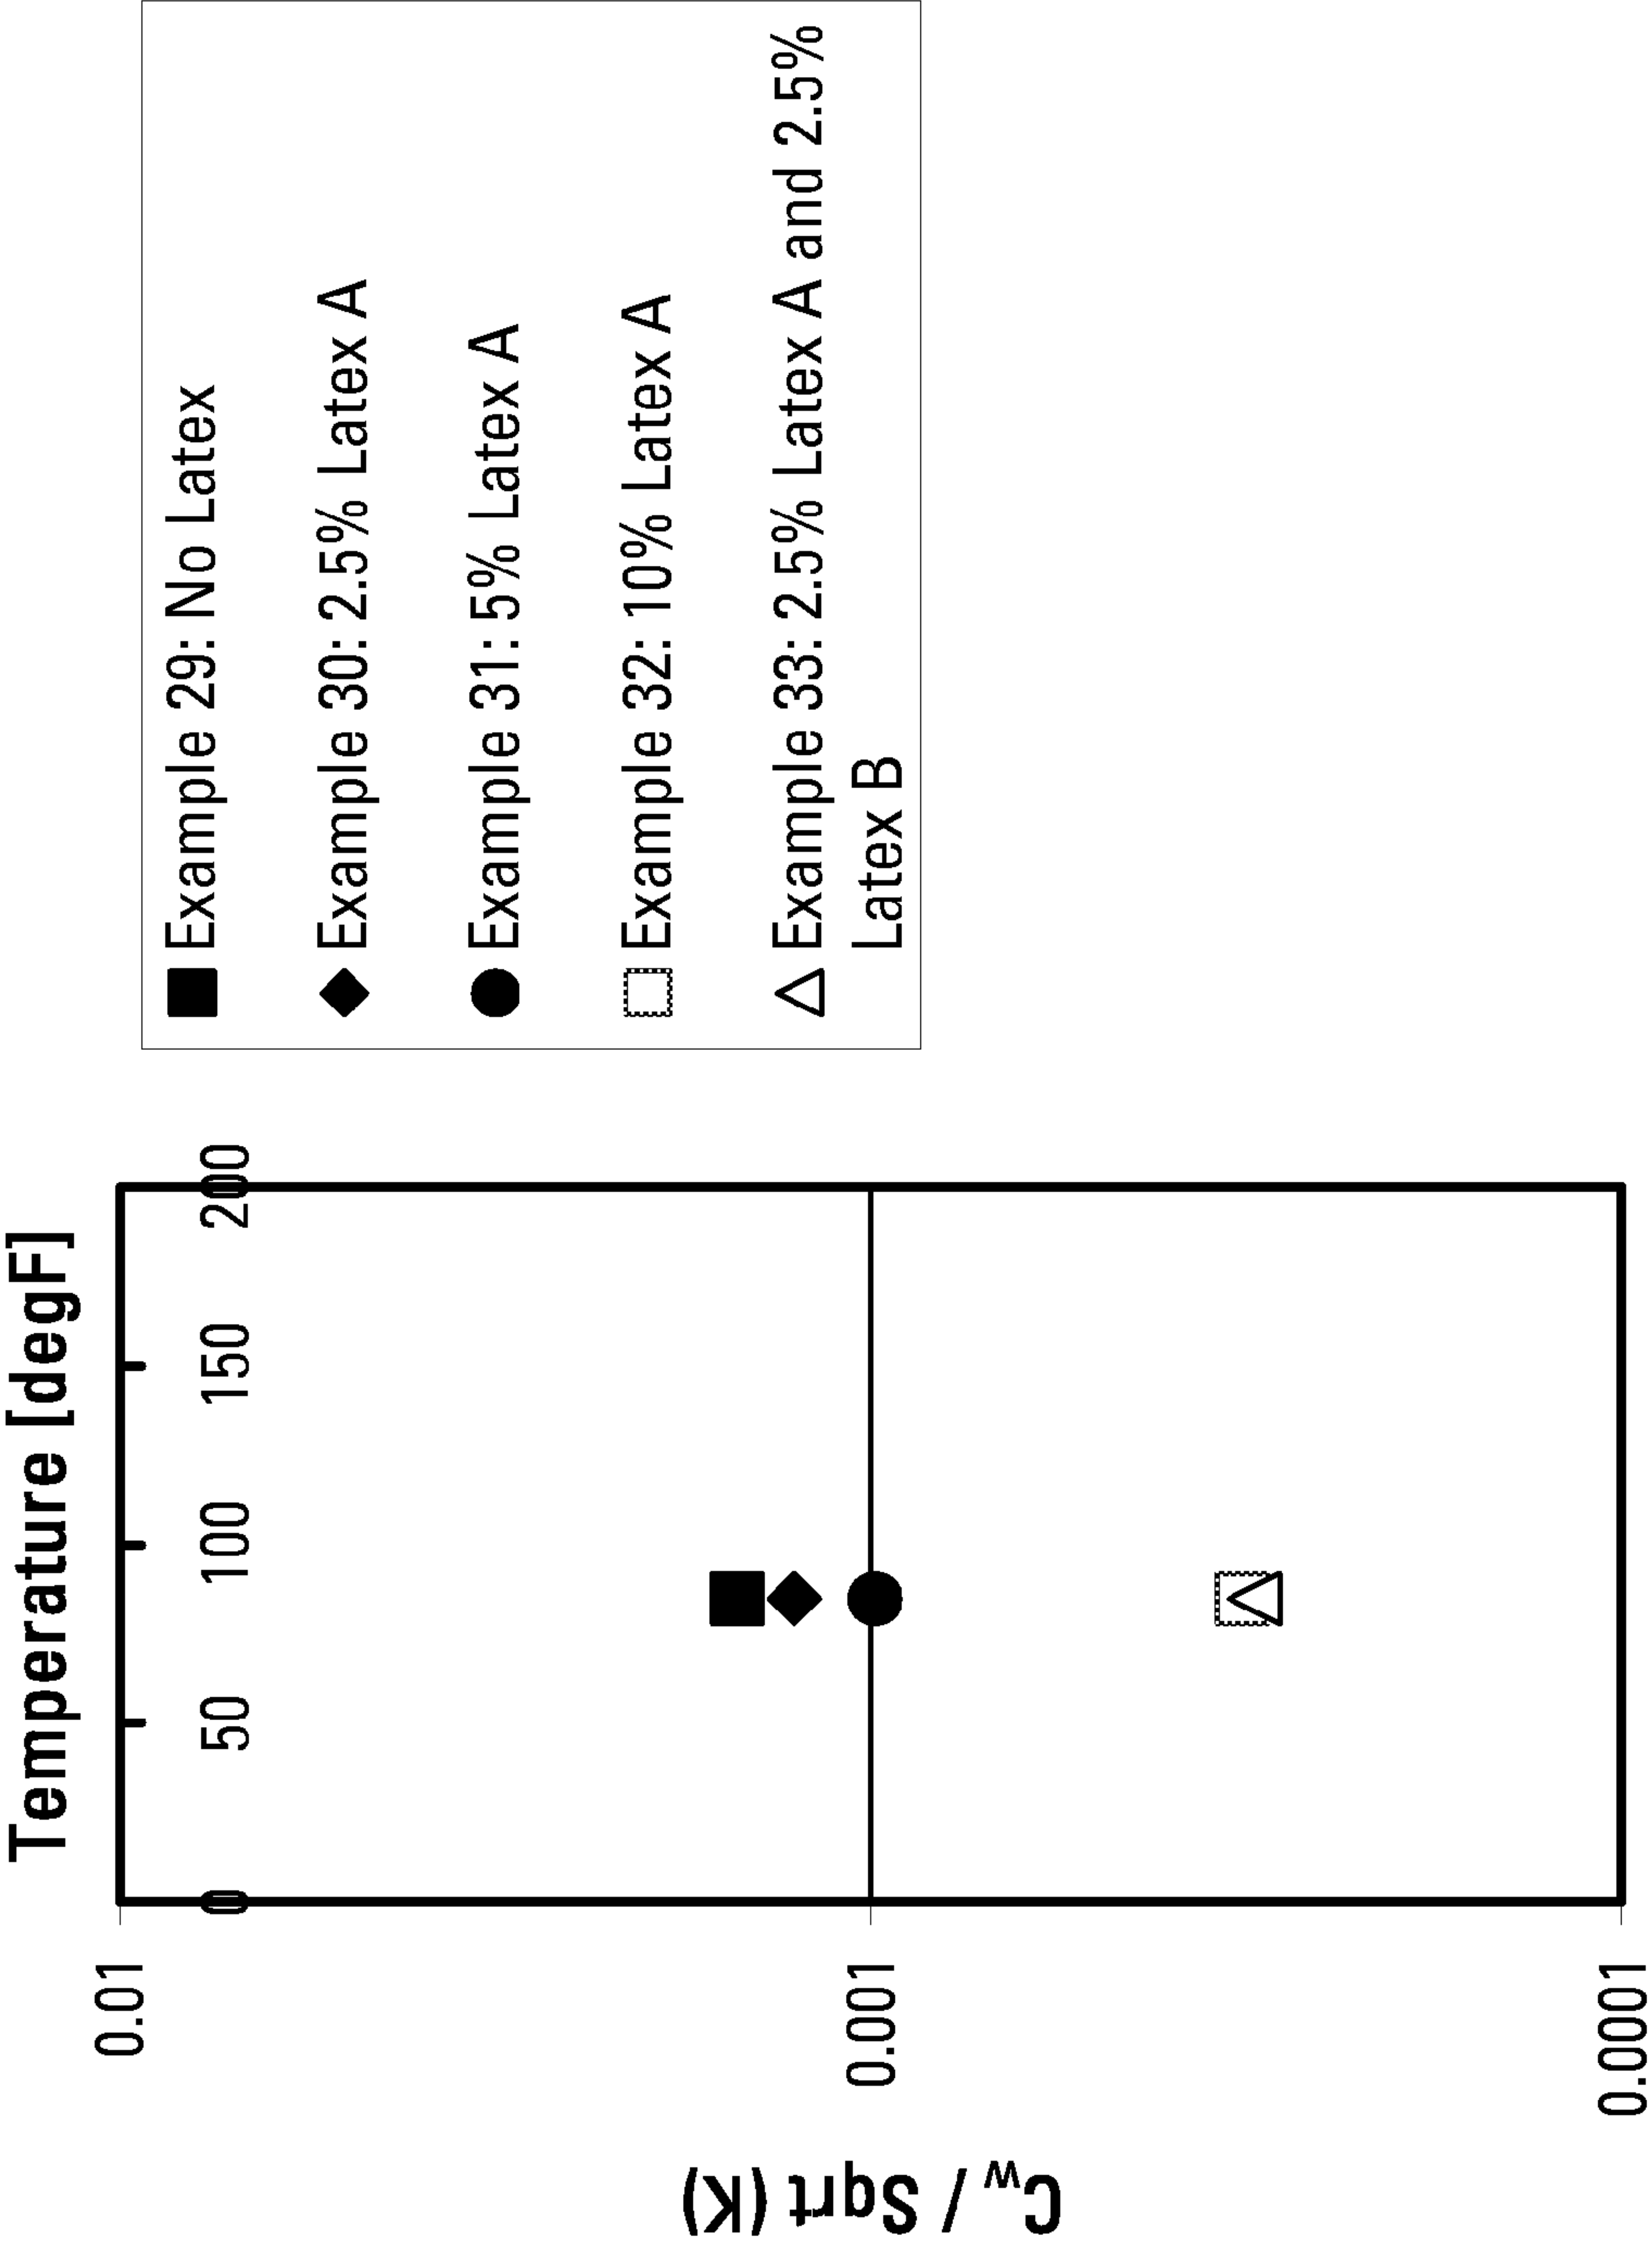 Temperature [degF]
0
50
100
150
200
0.01
0.001
0.0001
C_w / Sqrt (K)
Example 29: No Latex
Example 30: 2.5% Latex A
Example 31: 5% Latex A
Example 32: 10% Latex A
Example 33: 2.5% Latex A and 2.5%
Latex B